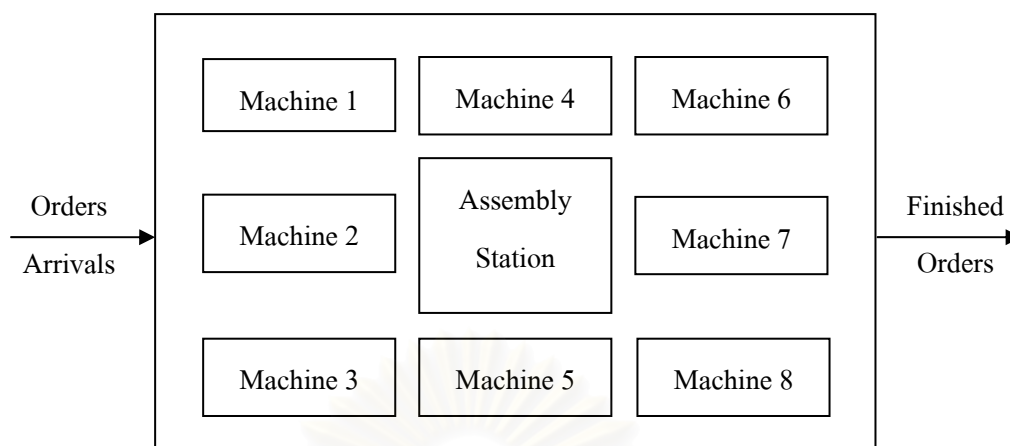 Orders
Arrivals
Machine 1
Machine 4
Machine 6
Machine 2
Assembly
Station
Machine 7
Machine 3
Machine 5
Machine 8
Finished
Orders